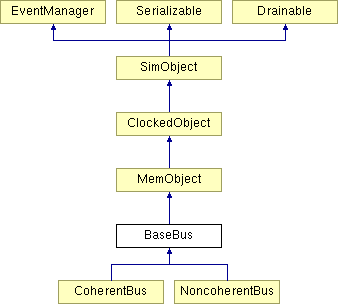 EventManager Serializable Drainable
SimObject
ClockedObject
MemObject
BaseBus
CoherentBus NoncoherentBus